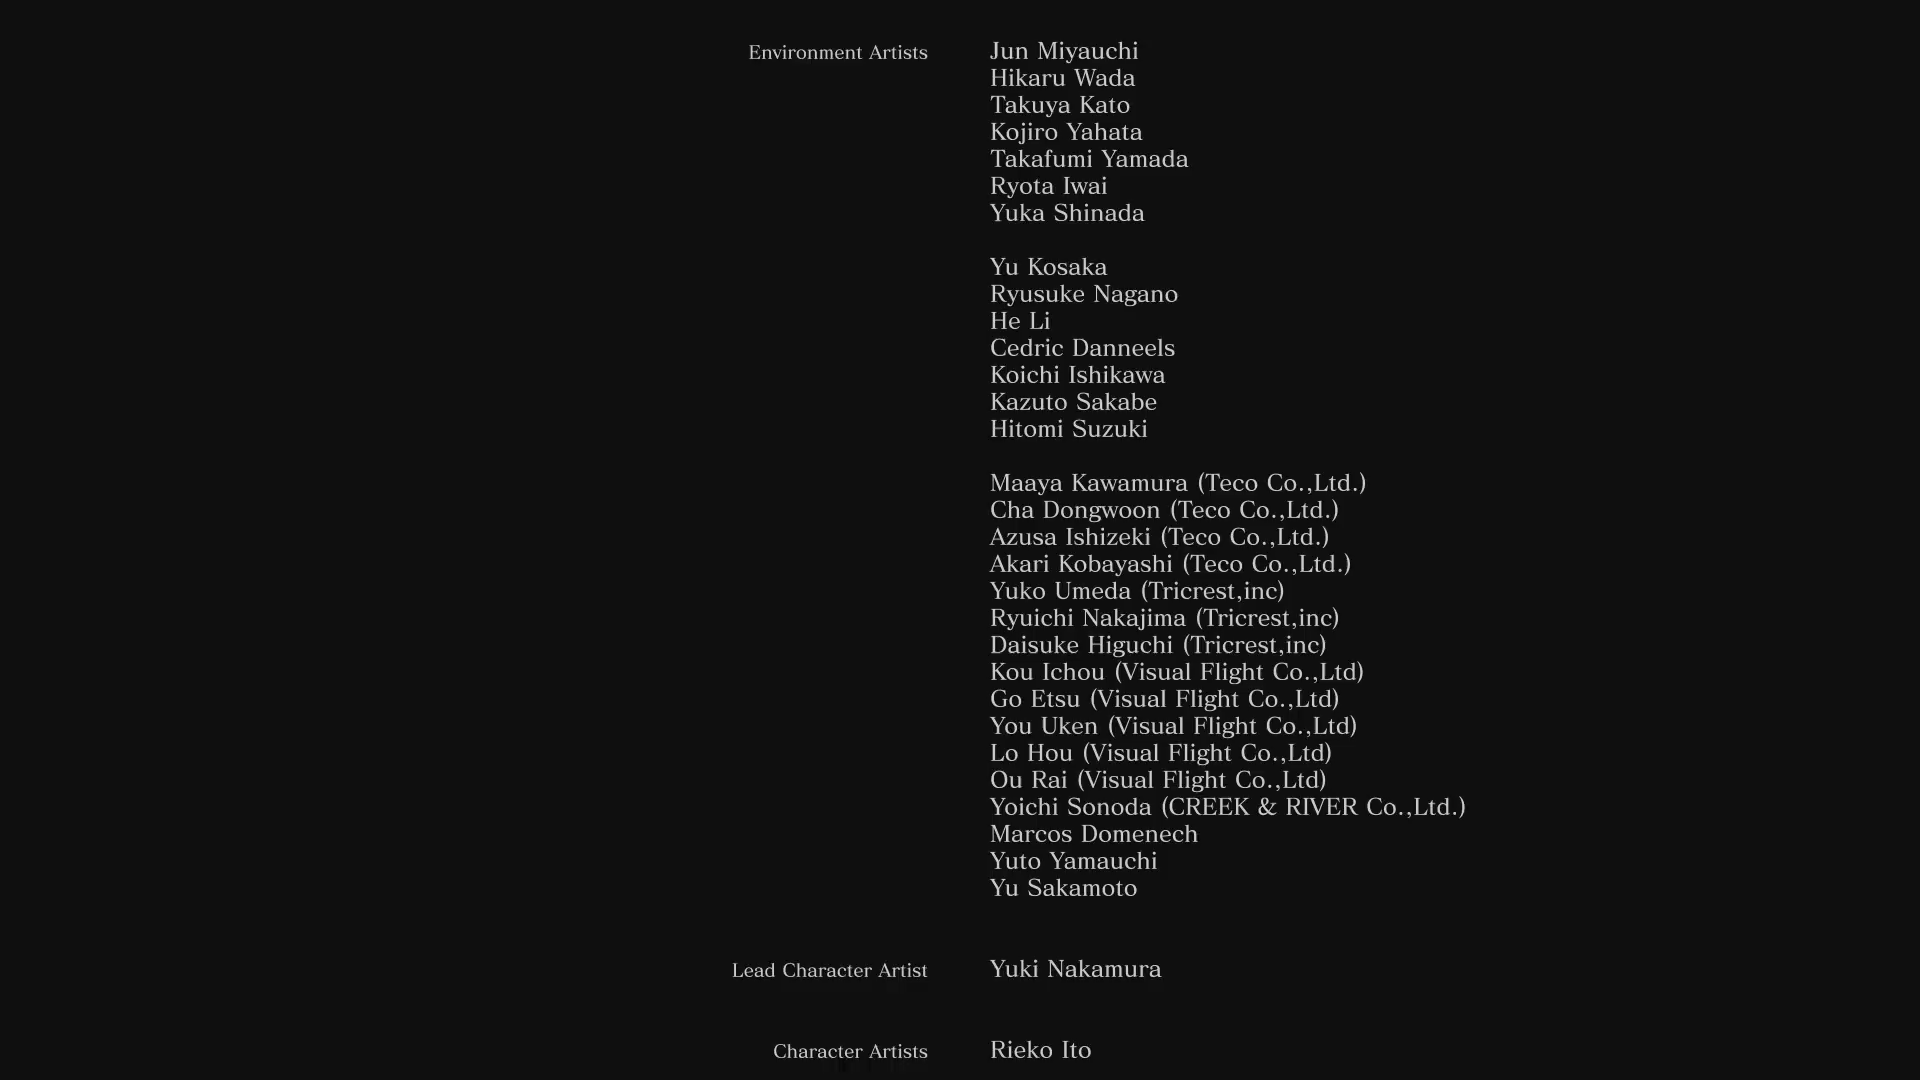 Environment Artists Jun Miyauchi
Hikaru Wada
Takuya Kato
Kojiro Yahata
Takafumi Yamada
Ryota Iwai
Yuka Shinada
Yu Kosaka
Ryusuke Nagano
He Li
Cedric Danneels
Koichi Ishikawa
Kazuto Sakabe
Hitomi Suzuki
Maaya Kawamura (Teco Co.,Ltd.)
Cha Dongwoon (Teco Co.,Ltd.)
Azusa Ishizeki (Teco Co.,Ltd.)
Akari Kobayashi (Teco Co.,Ltd.)
Yuko Umeda (Tricrest,inc)
Ryuichi Nakajima (Tricrest,inc)
Daisuke Higuchi (Tricrest,inc)
Kou Ichou (Visual Flight Co.,Ltd)
Go Etsu (Visual Flight Co.,Ltd)
You Uken (Visual Flight Co.,Ltd)
Lo Hou (Visual Flight Co.,Ltd)
Ou Rai (Visual Flight Co.,Ltd)
Yoichi Sonoda (CREEK & RIVER Co.,Ltd.)
Marcos Domenech
Yuto Yamauchi
Yu Sakamoto
Lead Character Artist Yuki Nakamura
Character Artists Rieko Ito